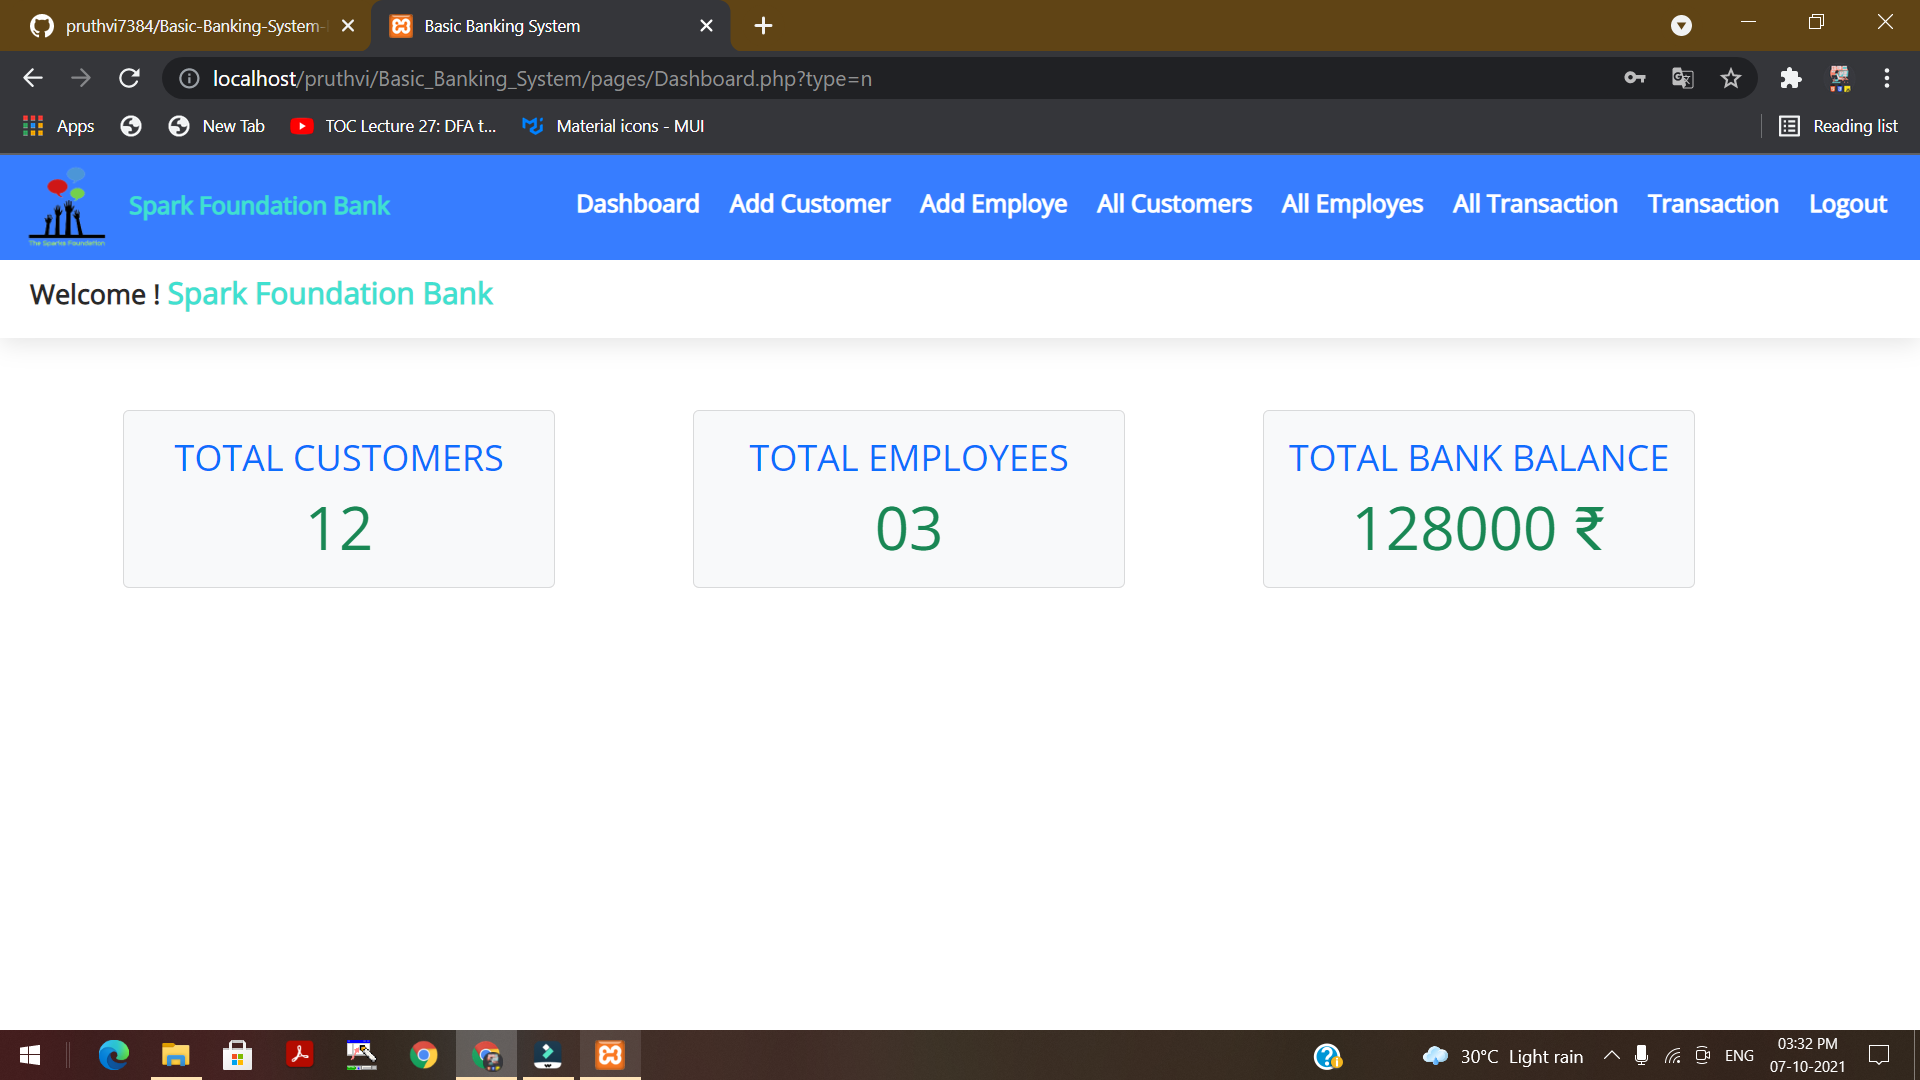 pruthvi7384/Basic-Banking-System-
Basic Banking System
localhost/pruthvi/Basic_Banking_System/pages/Dashboard.php?type=n
Apps New Tab TOC Lecture 27: DFA t... Material icons - MUI Reading list
The Sparks Foundation
Spark Foundation Bank
Dashboard Add Customer Add Employe All Customers All Employes All Transaction Transaction Logout
Welcome ! Spark Foundation Bank
TOTAL CUSTOMERS
12
TOTAL EMPLOYEES
03
TOTAL BANK BALANCE
128000 ₹
30°C Light rain
ENG
03:32 PM
07-10-2021